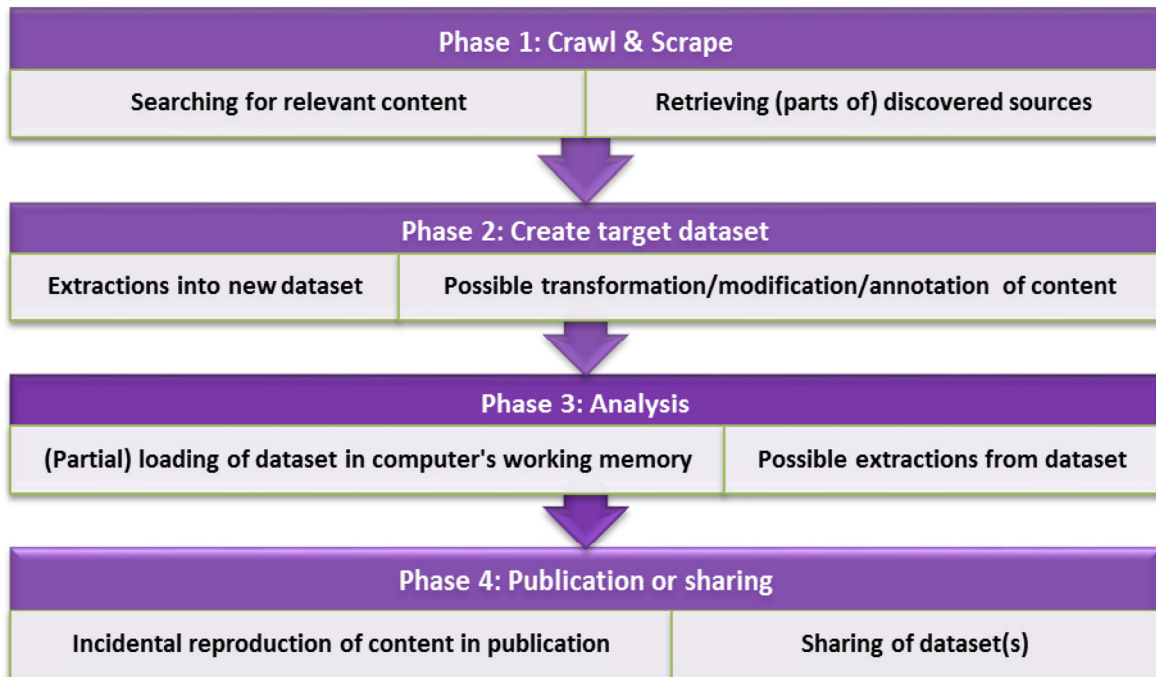 Phase 1: Crawl & Scrape
Searching for relevant content
Retrieving (parts of) discovered sources
Phase 2: Create target dataset
Extractions into new dataset
Possible transformation/modification/annotation of content
Phase 3: Analysis
(Partial) loading of dataset in computer's working memory
Possible extractions from dataset
Phase 4: Publication or sharing
Incidental reproduction of content in publication
Sharing of dataset(s)